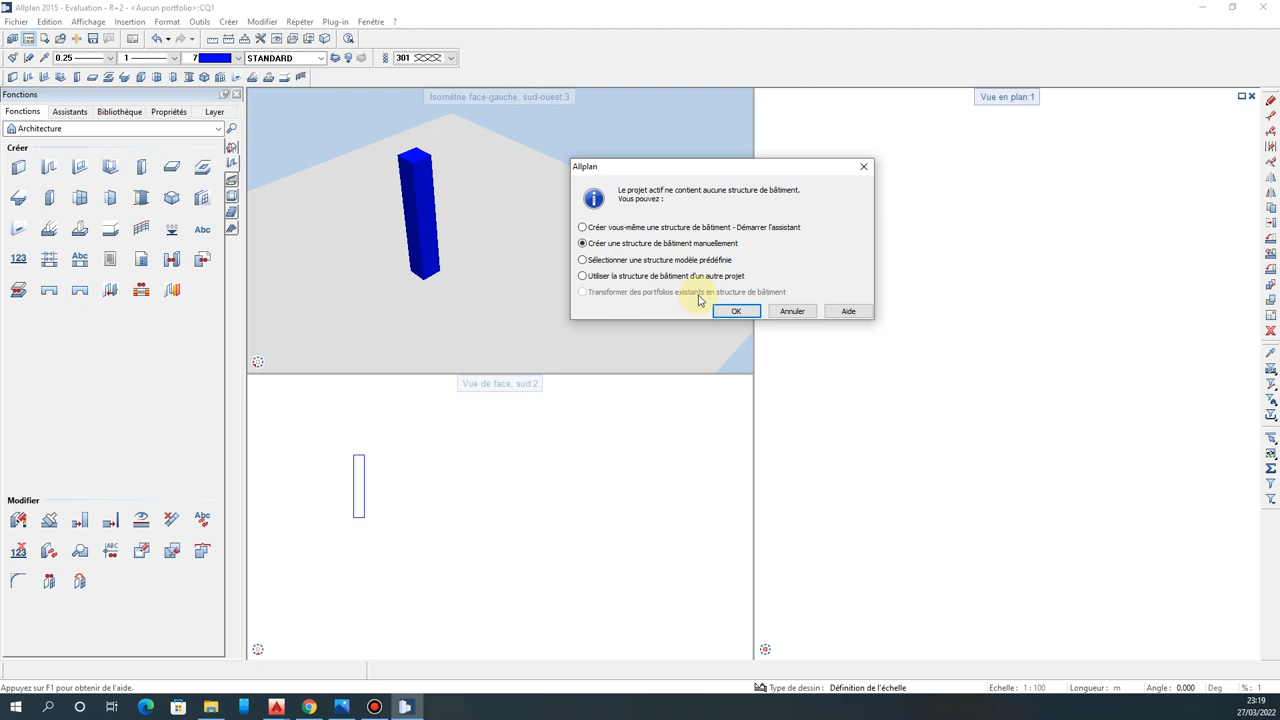 Allplan 2015 - Evaluation - R+2 - <Aucun portfolio>:CQ1
Fichier Edition Affichage Insertion Format Outils Créer Modifier Répéter Plug-in Fenêtre ?
0.25 1 7 STANDARD 301
Fonctions
Fonctions Assistants Bibliothèque Propriétés Layer
Architecture
Créer
123 Abc
Modifier
Abc
123 ABC
Isométrie face-gauche, sud-ouest:3
Vue en plan:1
Vue de face, sud:2
Allplan
Le projet actif ne contient aucune structure de bâtiment.
Vous pouvez :
Créer vous-même une structure de bâtiment - Démarrer l'assistant
Créer une structure de bâtiment manuellement
Sélectionner une structure modèle prédéfinie
Utiliser la structure de bâtiment d'un autre projet
Transformer des portfolios existants en structure de bâtiment
OK Annuler Aide
Appuyez sur F1 pour obtenir de l'aide.
Type de dessin : Définition de l'échelle Echelle : 1 : 100 Longueur : m Angle : 0.000 Deg % : 1
23:19
27/03/2022